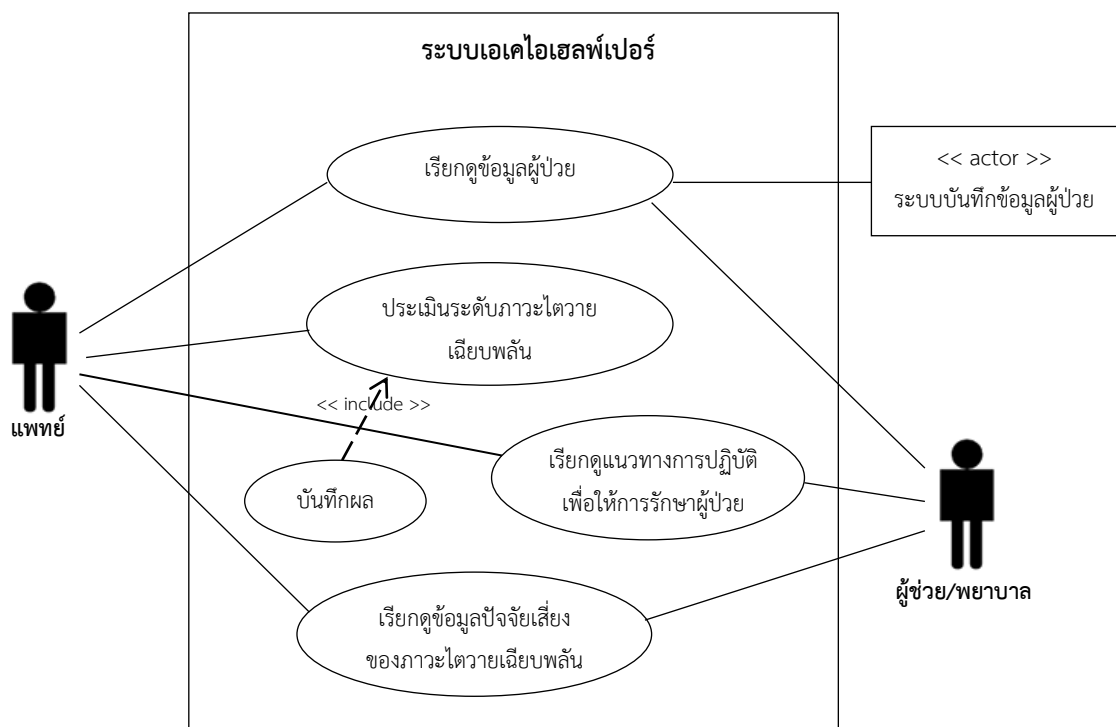 ระบบเอเคไอเฮลพ์เปอร์
เรียกดูข้อมูลผู้ป่วย
<< actor >>
ระบบบันทึกข้อมูลผู้ป่วย
ประเมินระดับภาวะไตวาย
เฉียบพลัน
<< include >>
แพทย์
เรียกดูแนวทางการปฏิบัติ
เพื่อให้การรักษาผู้ป่วย
บันทึกผล
ผู้ช่วย/พยาบาล
เรียกดูข้อมูลปัจจัยเสี่ยง
ของภาวะไตวายเฉียบพลัน